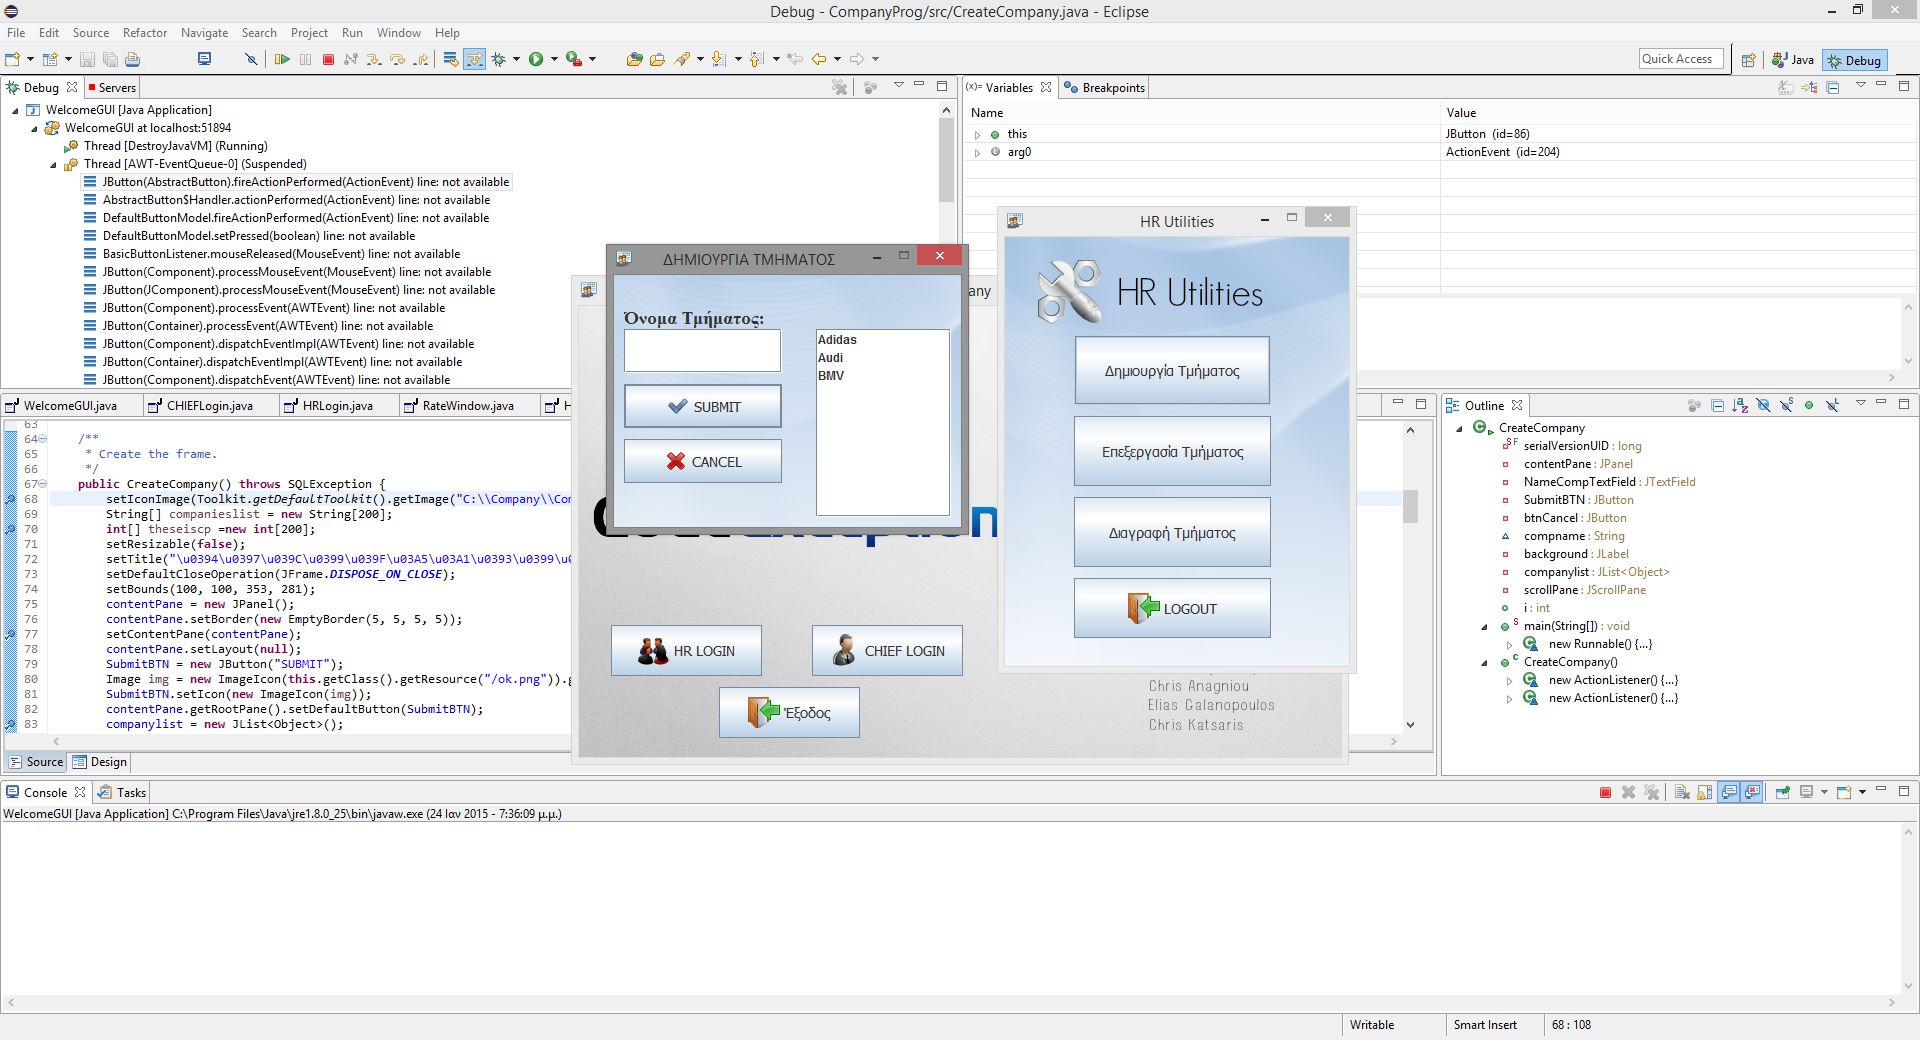 Debug - CompanyProg/src/CreateCompany.java - Eclipse
File Edit Source Refactor Navigate Search Project Run Window Help
Quick Access
Java
Debug
Debug
Servers
WelcomeGUI [Java Application]
WelcomeGUI at localhost:51894
Thread [DestroyJavaVM] (Running)
Thread [AWT-EventQueue-0] (Suspended)
JButton(AbstractButton).fireActionPerformed(ActionEvent) line: not available
AbstractButton$Handler.actionPerformed(ActionEvent) line: not available
DefaultButtonModel.fireActionPerformed(ActionEvent) line: not available
DefaultButtonModel.setPressed(boolean) line: not available
BasicButtonListener.mouseReleased(MouseEvent) line: not available
JButton(Component).processMouseEvent(MouseEvent) line: not available
JButton(JComponent).processMouseEvent(MouseEvent) line: not available
JButton(Component).processEvent(AWTEvent) line: not available
JButton(Container).processEvent(AWTEvent) line: not available
JButton(Component).dispatchEventImpl(AWTEvent) line: not available
JButton(Container).dispatchEventImpl(AWTEvent) line: not available
JButton(Component).dispatchEvent(AWTEvent) line: not available
(x)= Variables
Breakpoints
Name Value
this JButton (id=86)
arg0 ActionEvent (id=204)
ΔΗΜΙΟΥΡΓΙΑ ΤΜΗΜΑΤΟΣ
Όνομα Τμήματος:
SUBMIT
CANCEL
Adidas
Audi
BMV
any
HR LOGIN
CHIEF LOGIN
Έξοδος
Chris Anagniou
Elias Galanopoulos
Chris Katsaris
HR Utilities
HR Utilities
Δημιουργία Τμήματος
Επεξεργασία Τμήματος
Διαγραφή Τμήματος
LOGOUT
WelcomeGUI.java
CHIEFLogin.java
HRLogin.java
RateWindow.java
H
63
64 /**
65 * Create the frame.
66 */
67 public CreateCompany() throws SQLException {
68 setIconImage(Toolkit.getDefaultToolkit().getImage("C:\\Company\\Com
69 String[] companieslist = new String[200];
70 int[] theseiscp =new int[200];
71 setResizable(false);
72 setTitle("\u0394\u0397\u039C\u0399\u039F\u03A5\u03A1\u0393\u0399\u0
73 setDefaultCloseOperation(JFrame.DISPOSE_ON_CLOSE);
74 setBounds(100, 100, 353, 281);
75 contentPane = new JPanel();
76 contentPane.setBorder(new EmptyBorder(5, 5, 5, 5));
77 setContentPane(contentPane);
78 contentPane.setLayout(null);
79 SubmitBTN = new JButton("SUBMIT");
80 Image img = new ImageIcon(this.getClass().getResource("/ok.png")).g
81 SubmitBTN.setIcon(new ImageIcon(img));
82 contentPane.getRootPane().setDefaultButton(SubmitBTN);
83 companylist = new JList<Object>();
Source
Design
Outline
CreateCompany
serialVersionUID : long
contentPane : JPanel
NameCompTextField : JTextField
SubmitBTN : JButton
btnCancel : JButton
compname : String
background : JLabel
companylist : JList<Object>
scrollPane : JScrollPane
i : int
main(String[]) : void
new Runnable() {...}
CreateCompany()
new ActionListener() {...}
new ActionListener() {...}
Console
Tasks
WelcomeGUI [Java Application] C:\Program Files\Java\jre1.8.0_25\bin\javaw.exe (24 Ιαν 2015 - 7:36:09 μ.μ.)
Writable
Smart Insert
68 : 108